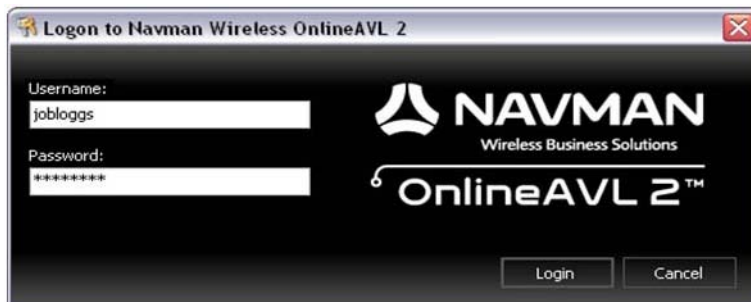 Logon to Navman Wireless OnlineAVL 2
Username:
jobloggs
Password:
********
NAVMAN
Wireless Business Solutions
OnlineAVL 2™
Login
Cancel